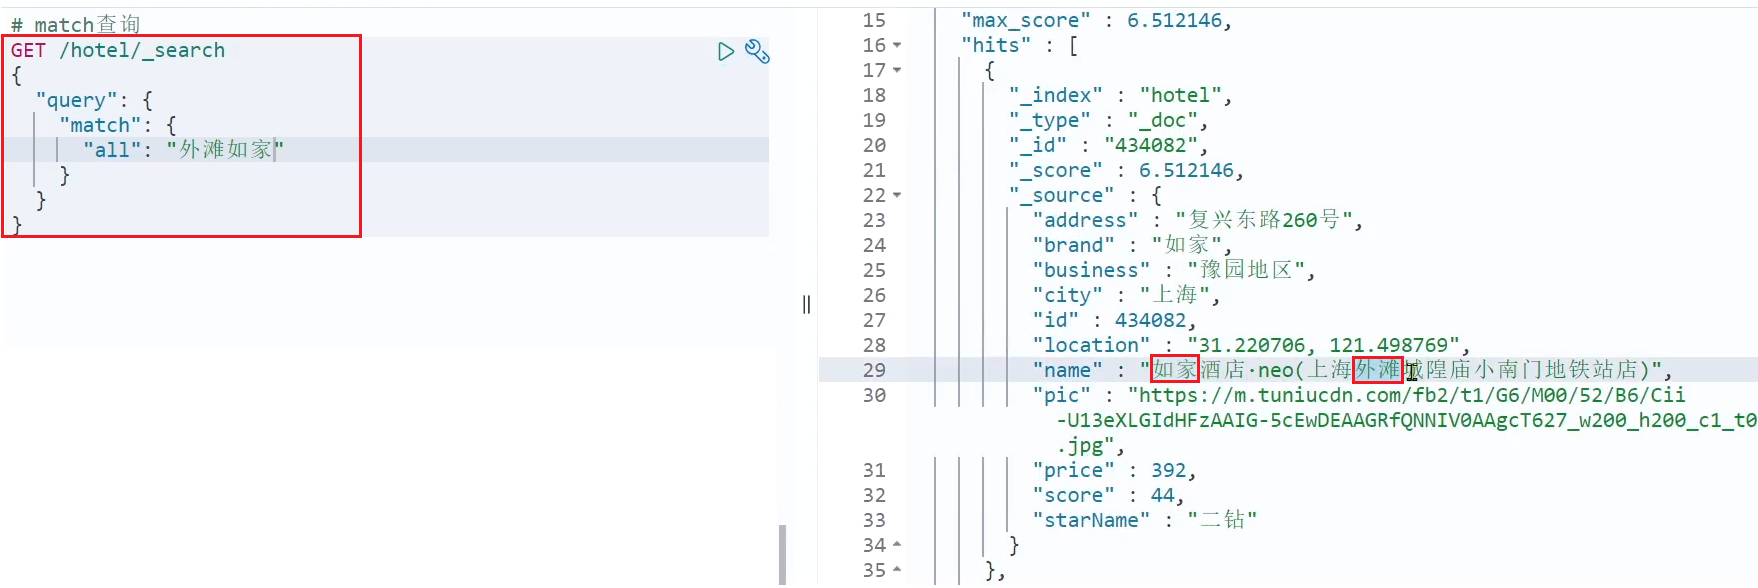 # match查询
GET /hotel/_search
{
"query": {
"match": {
"all": "外滩如家"
}
}
}
15 "max_score" : 6.512146,
16 "hits" : [
17 {
18 "_index" : "hotel",
19 "_type" : "_doc",
20 "_id" : "434082",
21 "_score" : 6.512146,
22 "_source" : {
23 "address" : "复兴东路260号",
24 "brand" : "如家",
25 "business" : "豫园地区",
26 "city" : "上海",
27 "id" : 434082,
28 "location" : "31.220706, 121.498769",
29 "name" : "如家酒店·neo(上海外滩城隍庙小南门地铁站店)",
30 "pic" : "https://m.tuniucdn.com/fb2/t1/G6/M00/52/B6/Cii
-U13eXLGIdHFzAAIG-5cEwDEAAGRfQNNIV0AAgcT627_w200_h200_c1_t0
.jpg",
31 "price" : 392,
32 "score" : 44,
33 "starName" : "二钻"
34 }
35 },